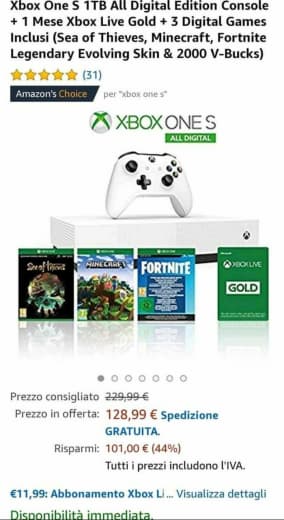 Xbox One S 1TB All Digital Edition Console
+ 1 Mese Xbox Live Gold + 3 Digital Games
Inclusi (Sea of Thieves, Minecraft, Fortnite
Legendary Evolving Skin & 2000 V-Bucks)
(31)
Amazon's Choice per "xbox one s"
XBOX ONE S
ALL DIGITAL
Sea of Thieves
MINECRAFT
FORTNITE
XBOX LIVE
GOLD
Prezzo consigliato 229,99 €
Prezzo in offerta: 128,99 € Spedizione
GRATUITA.
Risparmi: 101,00 € (44%)
Tutti i prezzi includono l'IVA.
€11,99: Abbonamento Xbox Li... Visualizza dettagli
Disponibilità immediata.